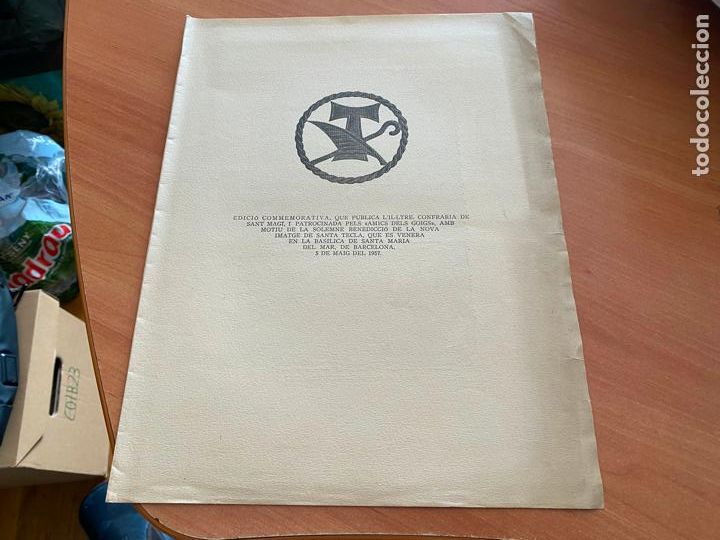 EDICIÓ COMMEMORATIVA, QUE PUBLICA L'IL·LTRE. CONFRARIA DE
SANT MAGÍ, I PATROCINADA PELS «AMICS DELS GOIGS», AMB
MOTIU DE LA SOLEMNE BENEDICCIÓ DE LA NOVA
IMATGE DE SANTA TECLA, QUE ES VENERA
EN LA BASÍLICA DE SANTA MARIA
DEL MAR, DE BARCELONA,
5 DE MAIG DEL 1957.
COTB23
todocoleccion